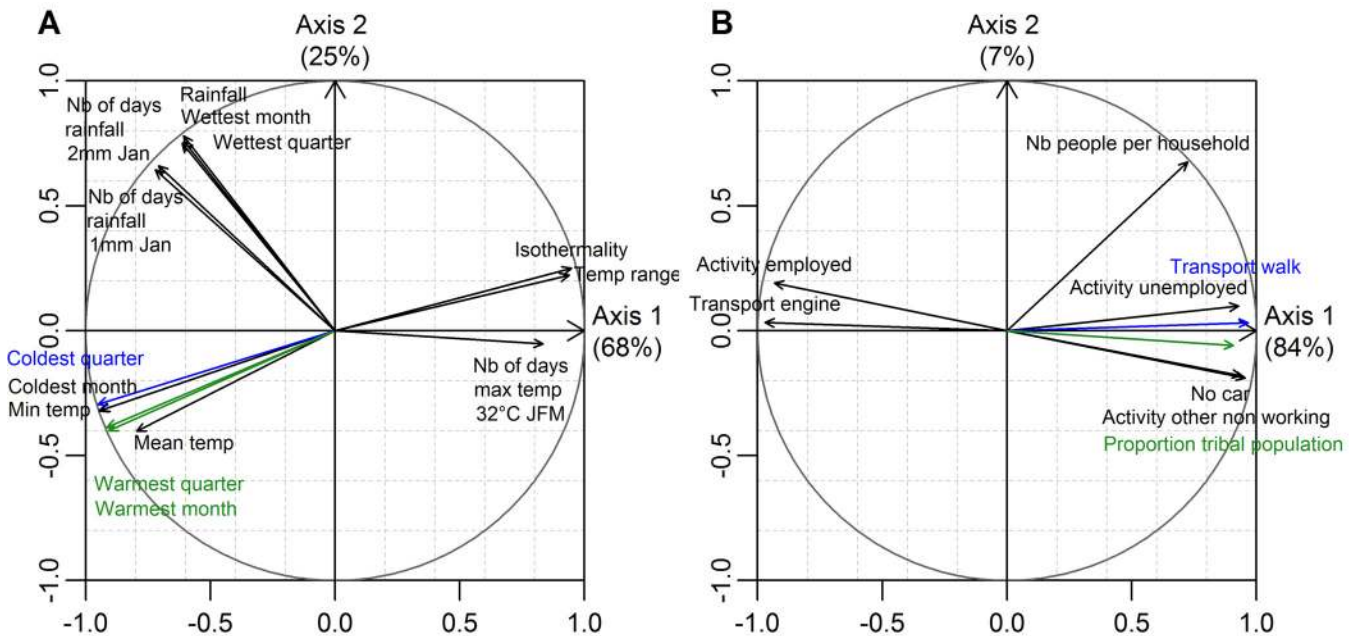 A
Axis 2
(25%)
1.0
0.5
0.0
-0.5
-1.0
Nb of days
rainfall
2mm Jan
Rainfall
Wettest month
Wettest quarter
Nb of days
rainfall
1mm Jan
Isothermality
Temp range
Axis 1
(68%)
Coldest quarter
Coldest month
Min temp
Mean temp
Nb of days
max temp
32°C JFM
Warmest quarter
Warmest month
-1.0 -0.5 0.0 0.5 1.0
B
Axis 2
(7%)
1.0
0.5
0.0
-0.5
-1.0
Nb people per household
Activity employed
Transport walk
Activity unemployed
Transport engine
Axis 1
(84%)
No car
Activity other non working
Proportion tribal population
-1.0 -0.5 0.0 0.5 1.0